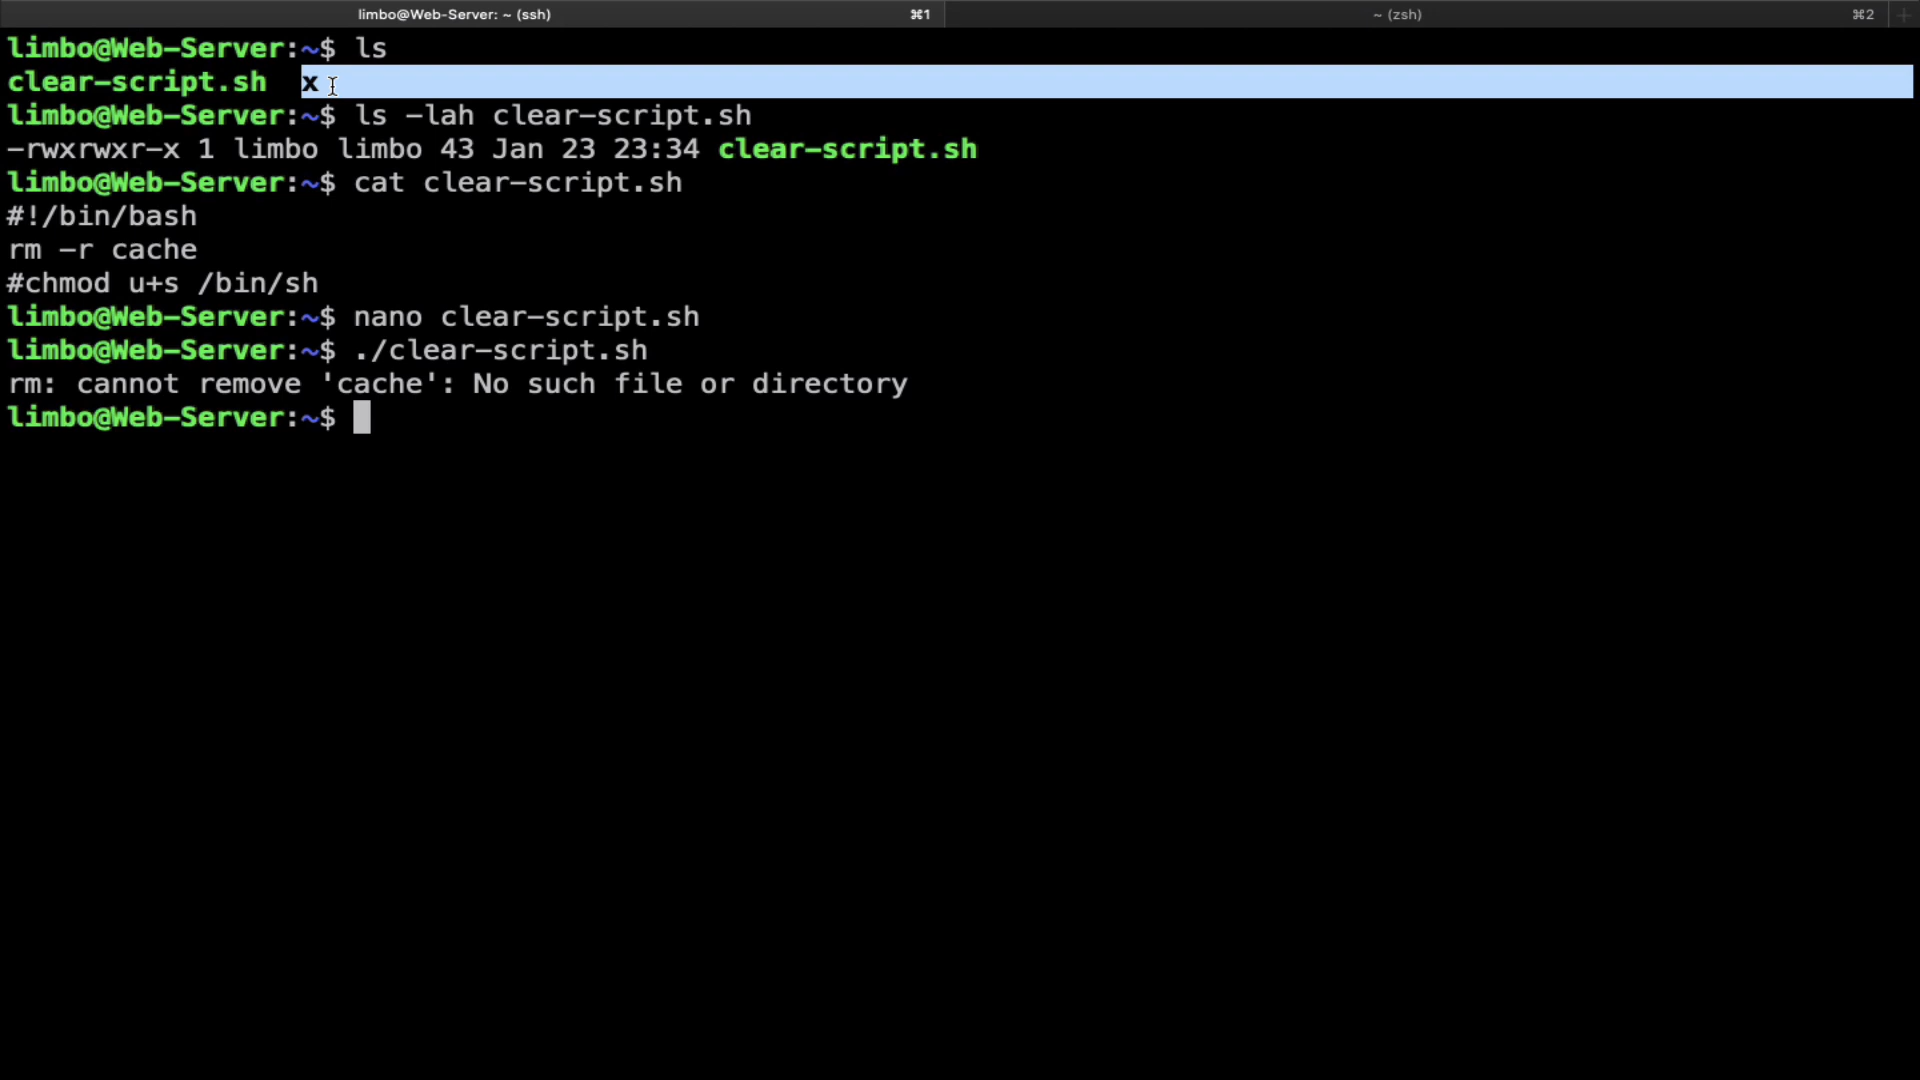 limbo@Web-Server: ~ (ssh) ⌘1 ~ (zsh) ⌘2 +
limbo@Web-Server:~$ ls
clear-script.sh  x
limbo@Web-Server:~$ ls -lah clear-script.sh
-rwxrwxr-x 1 limbo limbo 43 Jan 23 23:34 clear-script.sh
limbo@Web-Server:~$ cat clear-script.sh
#!/bin/bash
rm -r cache
#chmod u+s /bin/sh
limbo@Web-Server:~$ nano clear-script.sh
limbo@Web-Server:~$ ./clear-script.sh
rm: cannot remove 'cache': No such file or directory
limbo@Web-Server:~$